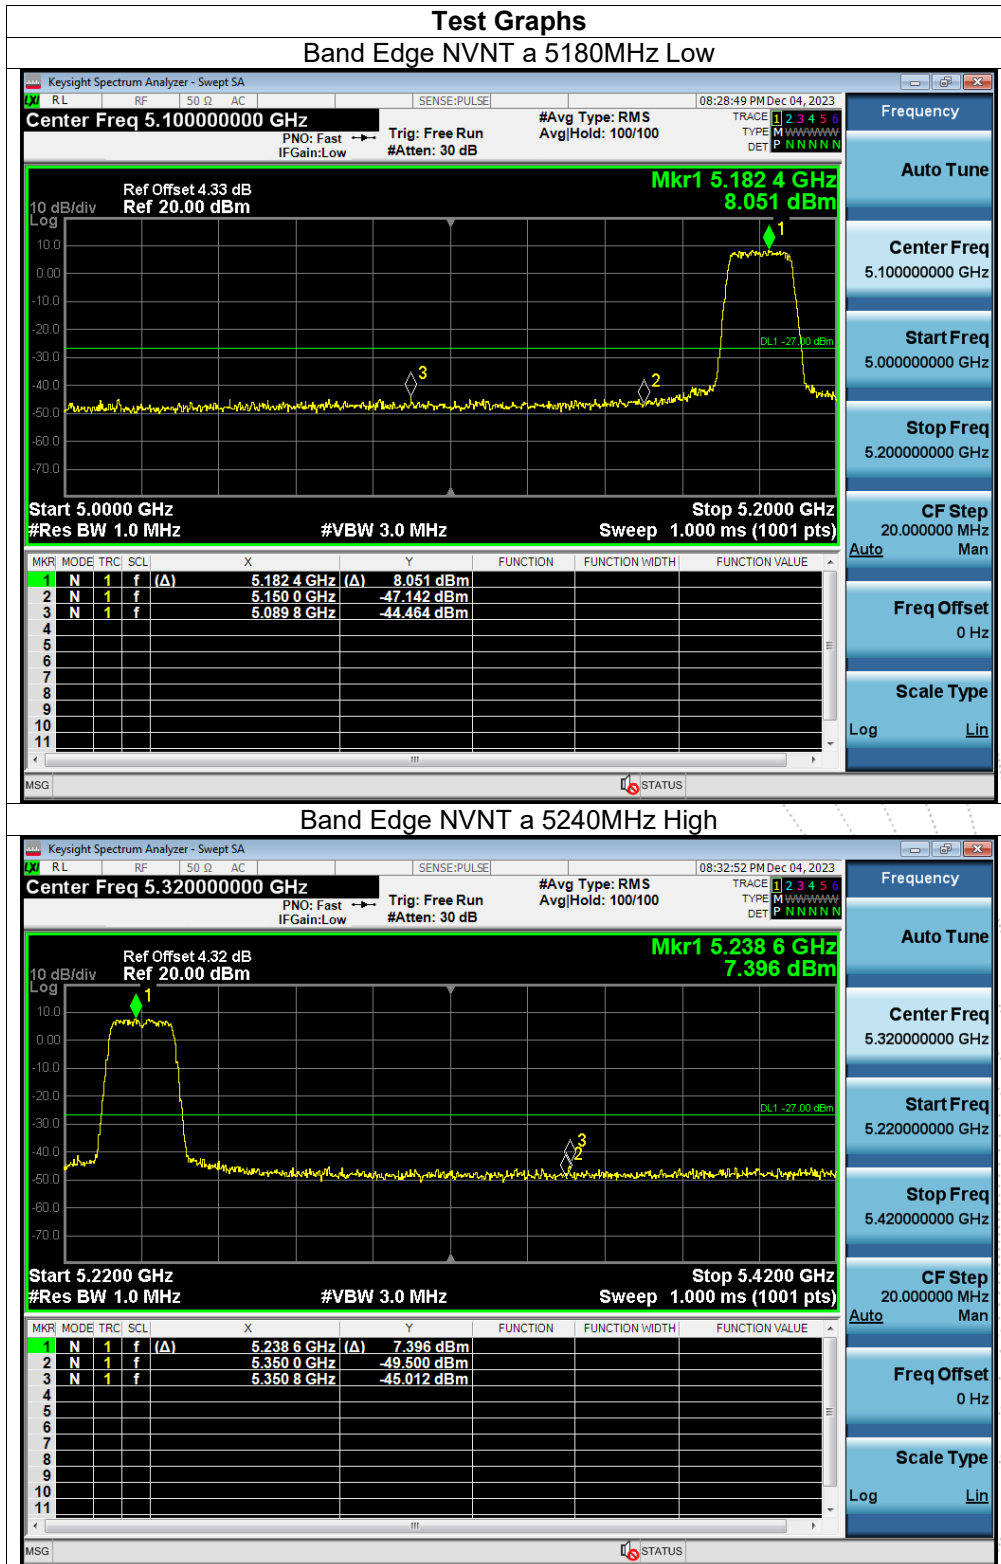 Test Graphs
Band Edge NVNT a 5180MHz Low
Keysight Spectrum Analyzer - Swept SA
LXI RL RF 50 Ω AC SENSE:PULSE 08:28:49 PM Dec 04, 2023
Center Freq 5.100000000 GHz #Avg Type: RMS TRACE 1 2 3 4 5 6
PNO: Fast Trig: Free Run Avg|Hold: 100/100 TYPE M WWWWW
IFGain:Low #Atten: 30 dB DET P N N N N N
Frequency
Auto Tune
Center Freq
5.100000000 GHz
Start Freq
5.000000000 GHz
Stop Freq
5.200000000 GHz
CF Step
20.000000 MHz
Auto Man
Freq Offset
0 Hz
Scale Type
Log Lin
Mkr1 5.182 4 GHz
8.051 dBm
Ref Offset 4.33 dB
10 dB/div Ref 20.00 dBm
Log
10.0
0.00
-10.0
-20.0
-30.0
-40.0
-50.0
-60.0
-70.0
1
DL1 -27.00 dBm
3
2
Start 5.0000 GHz Stop 5.2000 GHz
#Res BW 1.0 MHz #VBW 3.0 MHz Sweep 1.000 ms (1001 pts)
MKR MODE TRC SCL X Y FUNCTION FUNCTION WIDTH FUNCTION VALUE
1 N 1 f (Δ) 5.182 4 GHz (Δ) 8.051 dBm
2 N 1 f 5.150 0 GHz -47.142 dBm
3 N 1 f 5.089 8 GHz -44.464 dBm
4
5
6
7
8
9
10
11
MSG STATUS
Band Edge NVNT a 5240MHz High
Keysight Spectrum Analyzer - Swept SA
LXI RL RF 50 Ω AC SENSE:PULSE 08:32:52 PM Dec 04, 2023
Center Freq 5.320000000 GHz #Avg Type: RMS TRACE 1 2 3 4 5 6
PNO: Fast Trig: Free Run Avg|Hold: 100/100 TYPE M WWWWW
IFGain:Low #Atten: 30 dB DET P N N N N N
Frequency
Auto Tune
Center Freq
5.320000000 GHz
Start Freq
5.220000000 GHz
Stop Freq
5.420000000 GHz
CF Step
20.000000 MHz
Auto Man
Freq Offset
0 Hz
Scale Type
Log Lin
Mkr1 5.238 6 GHz
7.396 dBm
Ref Offset 4.32 dB
10 dB/div Ref 20.00 dBm
Log
10.0
0.00
-10.0
-20.0
-30.0
-40.0
-50.0
-60.0
-70.0
1
DL1 -27.00 dBm
3
2
Start 5.2200 GHz Stop 5.4200 GHz
#Res BW 1.0 MHz #VBW 3.0 MHz Sweep 1.000 ms (1001 pts)
MKR MODE TRC SCL X Y FUNCTION FUNCTION WIDTH FUNCTION VALUE
1 N 1 f (Δ) 5.238 6 GHz (Δ) 7.396 dBm
2 N 1 f 5.350 0 GHz -49.500 dBm
3 N 1 f 5.350 8 GHz -45.012 dBm
4
5
6
7
8
9
10
11
MSG STATUS